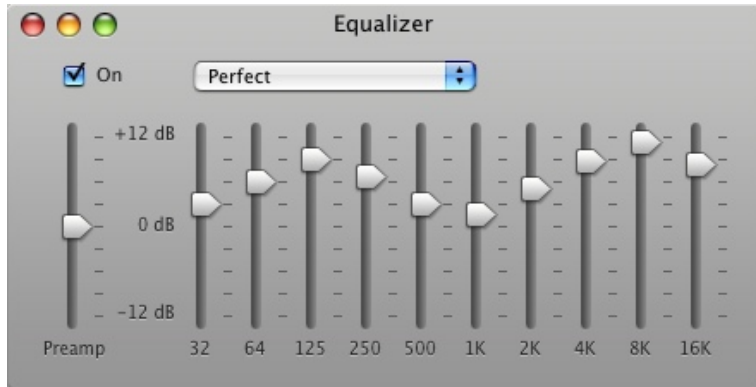 Equalizer
On
Perfect
+12 dB
0 dB
-12 dB
Preamp 32 64 125 250 500 1K 2K 4K 8K 16K